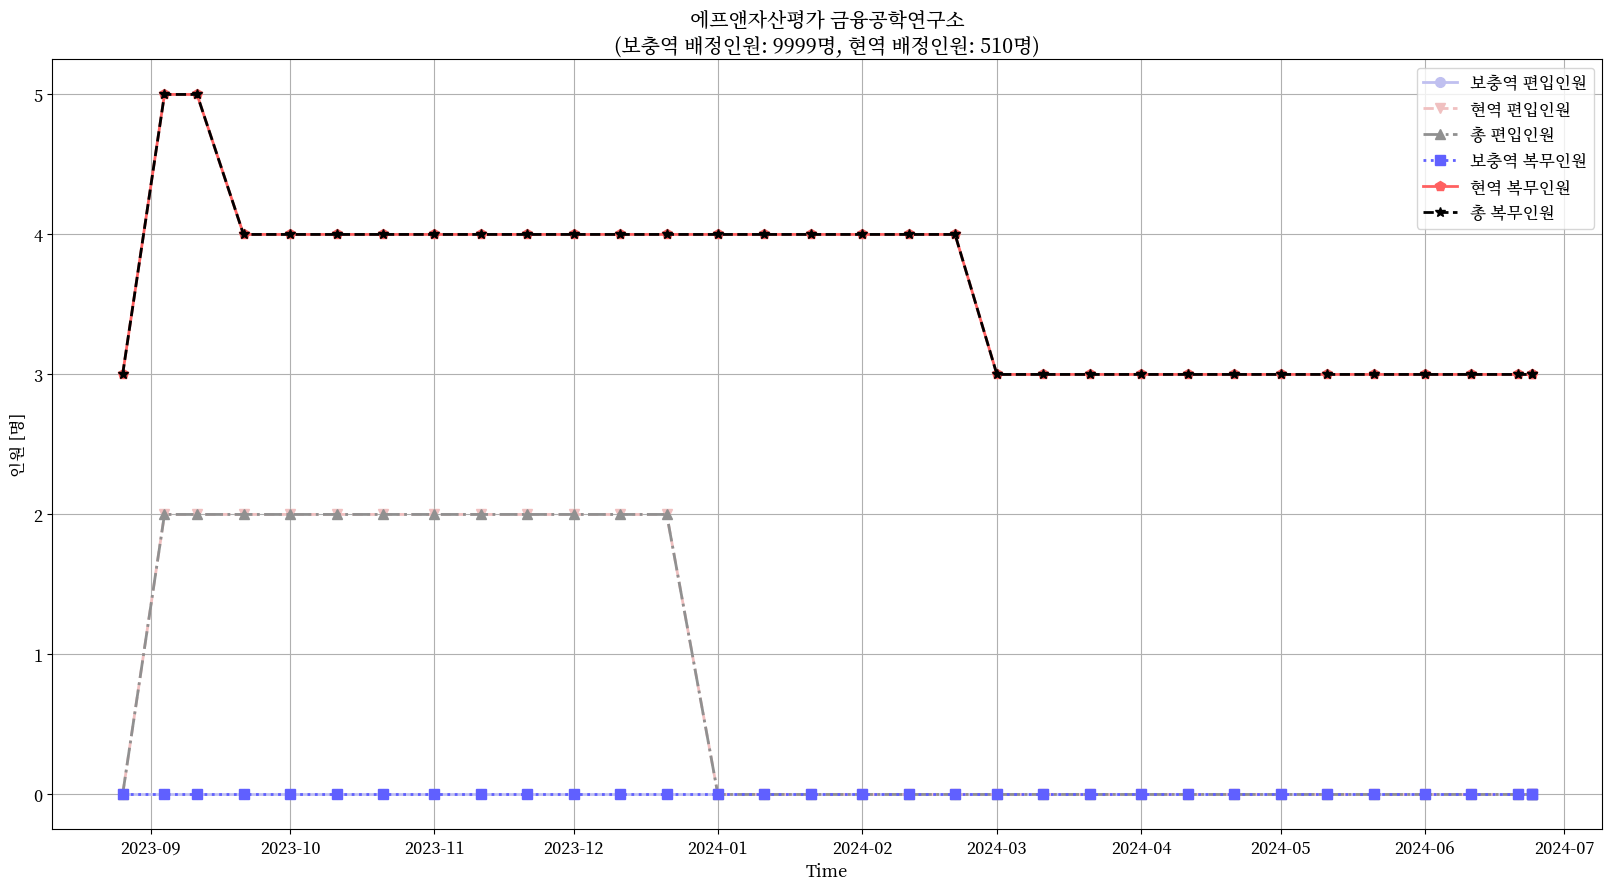 에프앤자산평가 금융공학연구소
(보충역 배정인원: 9999명, 현역 배정인원: 510명)
보충역 편입인원
현역 편입인원
총 편입인원
보충역 복무인원
현역 복무인원
총 복무인원
인원 [명]
5
4
3
2
1
0
2023-09
2023-10
2023-11
2023-12
2024-01
2024-02
2024-03
2024-04
2024-05
2024-06
2024-07
Time